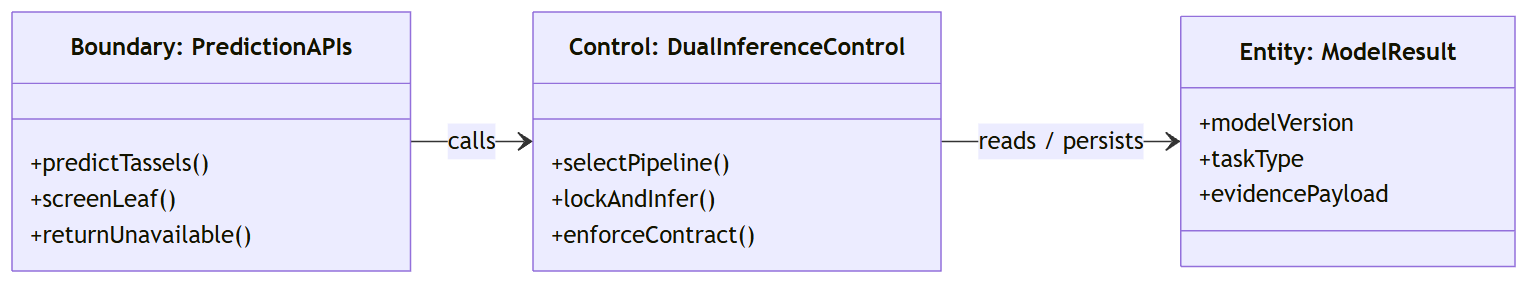 Boundary: PredictionAPIs
+predictTassels()
+screenLeaf()
+returnUnavailable()
calls
Control: DualInferenceControl
+selectPipeline()
+lockAndInfer()
+enforceContract()
reads / persists
Entity: ModelResult
+modelVersion
+taskType
+evidencePayload